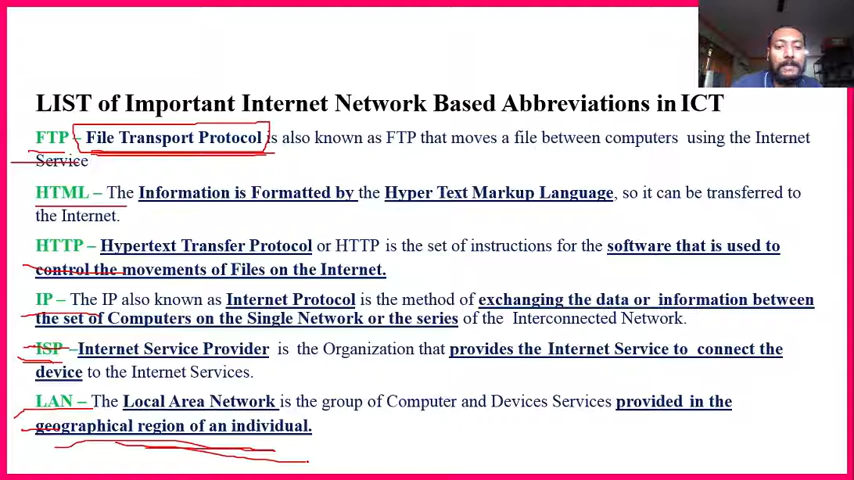 LIST of Important Internet Network Based Abbreviations in ICT
FTP – File Transport Protocol is also known as FTP that moves a file between computers using the Internet
Service
HTML – The Information is Formatted by the Hyper Text Markup Language, so it can be transferred to
the Internet.
HTTP – Hypertext Transfer Protocol or HTTP is the set of instructions for the software that is used to
control the movements of Files on the Internet.
IP – The IP also known as Internet Protocol is the method of exchanging the data or information between
the set of Computers on the Single Network or the series of the Interconnected Network.
ISP –Internet Service Provider is the Organization that provides the Internet Service to connect the
device to the Internet Services.
LAN – The Local Area Network is the group of Computer and Devices Services provided in the
geographical region of an individual.